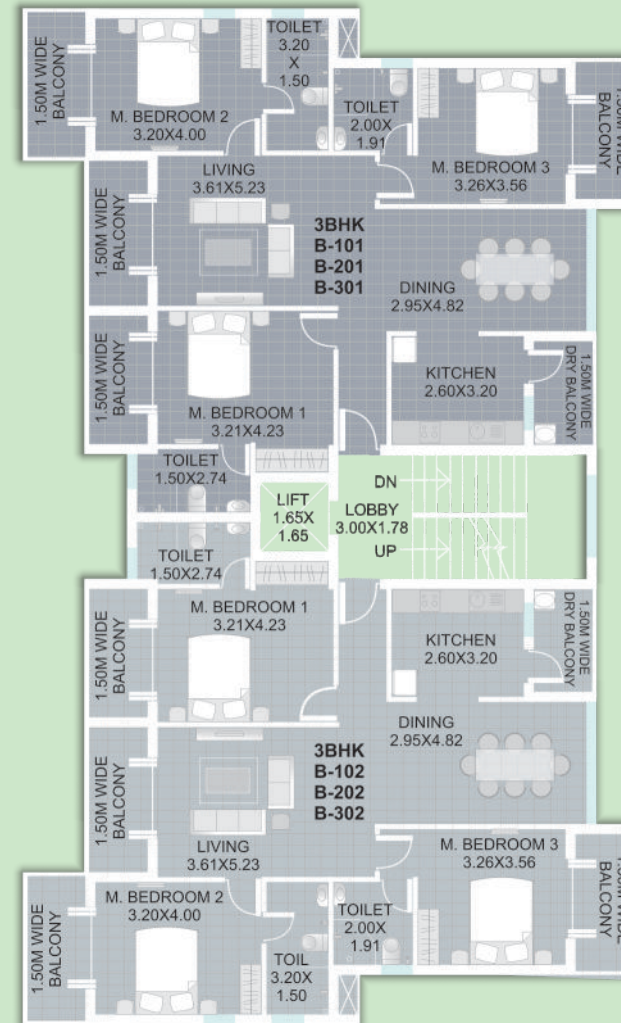 TOILET
3.20
X
1.50
1.50M WIDE
BALCONY
M. BEDROOM 2
3.20X4.00
TOILET
2.00X
1.91
BALCONY
M. BEDROOM 3
3.26X3.56
LIVING
3.61X5.23
1.50M WIDE
BALCONY
3BHK
B-101
B-201
B-301
DINING
2.95X4.82
1.50M WIDE
BALCONY
KITCHEN
2.60X3.20
1.50M WIDE
DRY BALCONY
M. BEDROOM 1
3.21X4.23
TOILET
1.50X2.74
DN
LIFT
1.65X
1.65
LOBBY
3.00X1.78
UP
TOILET
1.50X2.74
M. BEDROOM 1
3.21X4.23
1.50M WIDE
BALCONY
KITCHEN
2.60X3.20
1.50M WIDE
DRY BALCONY
DINING
2.95X4.82
3BHK
B-102
B-202
B-302
1.50M WIDE
BALCONY
LIVING
3.61X5.23
M. BEDROOM 3
3.26X3.56
BALCONY
M. BEDROOM 2
3.20X4.00
1.50M WIDE
BALCONY
TOILET
2.00X
1.91
TOIL
3.20X
1.50